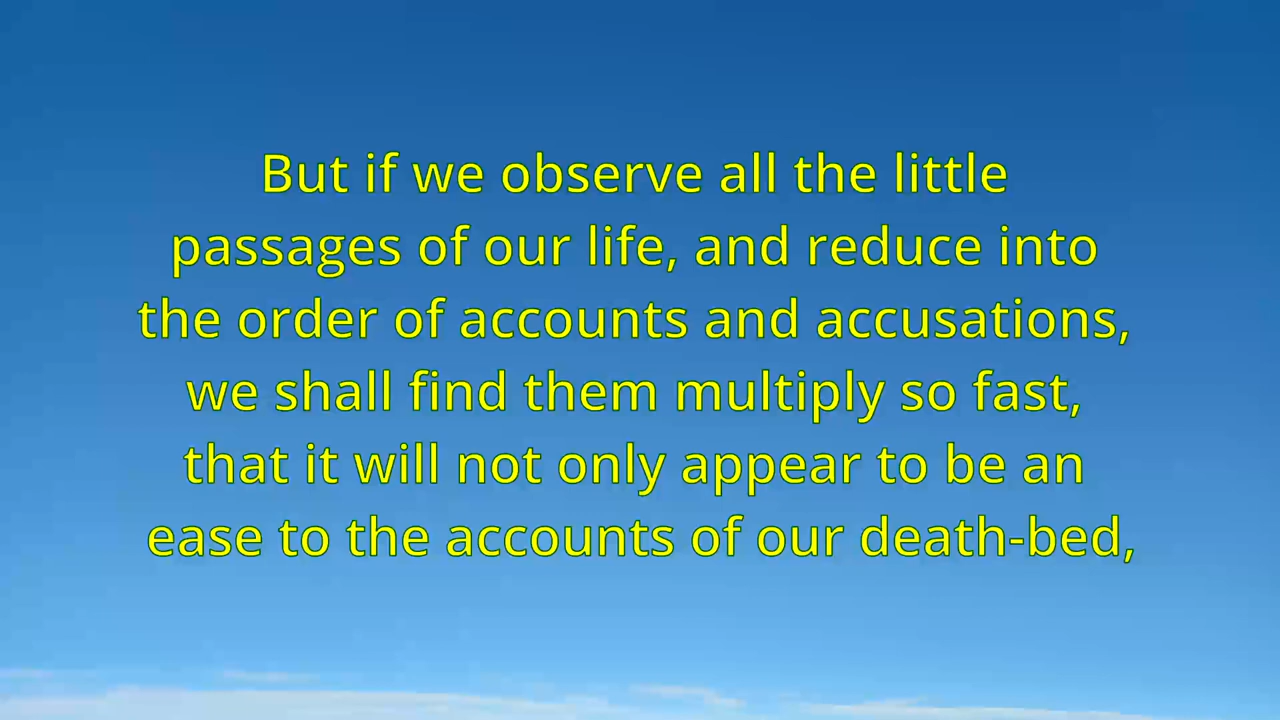 But if we observe all the little
passages of our life, and reduce into
the order of accounts and accusations,
we shall find them multiply so fast,
that it will not only appear to be an
ease to the accounts of our death-bed,